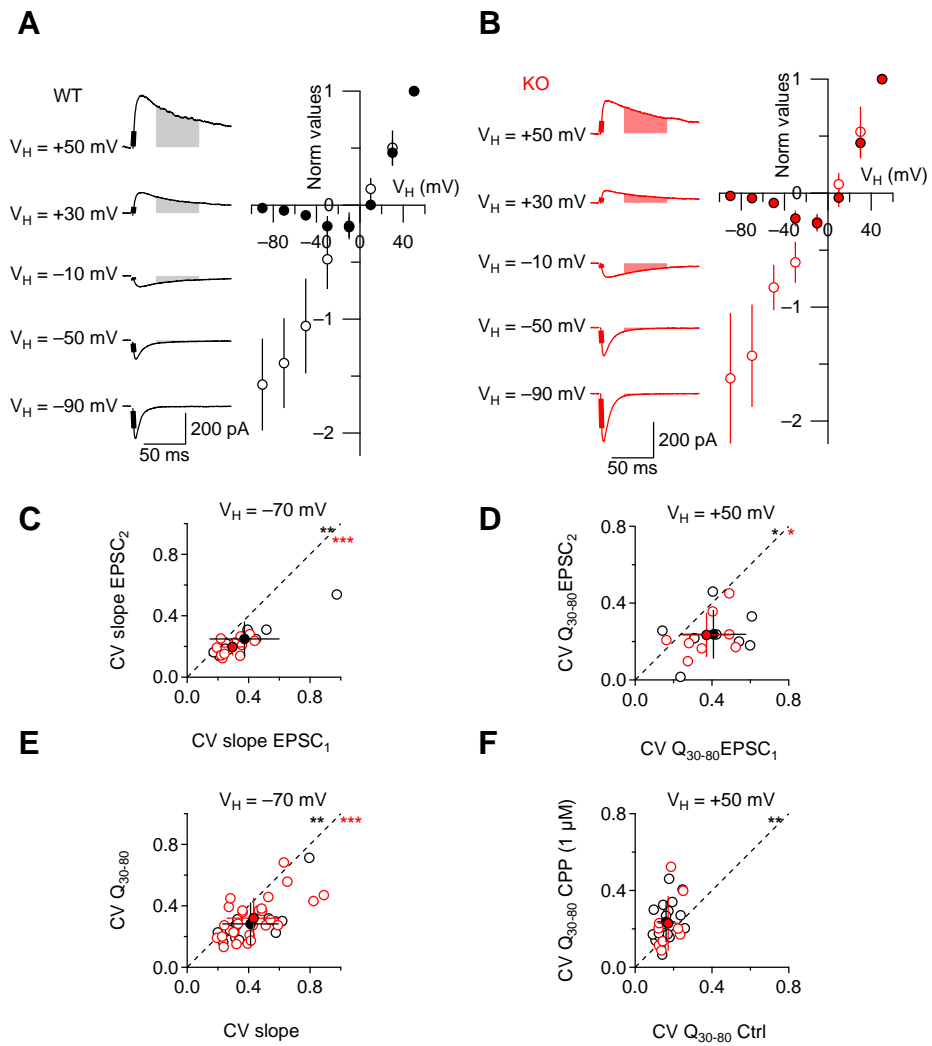 A
WT
V_H = +50 mV
V_H = +30 mV
V_H = −10 mV
V_H = −50 mV
V_H = −90 mV
200 pA
50 ms
Norm values
V_H (mV)
1
0
−1
−2
−80
−40
0
40
B
KO
V_H = +50 mV
V_H = +30 mV
V_H = −10 mV
V_H = −50 mV
V_H = −90 mV
200 pA
50 ms
Norm values
V_H (mV)
1
0
−1
−2
−80
−40
0
40
C
V_H = −70 mV
**
***
CV slope EPSC_2
0.8
0.4
0.0
0.0 0.4 0.8
CV slope EPSC_1
D
V_H = +50 mV
*
*
CV Q_30-80 EPSC_2
0.8
0.4
0.0
0.0 0.4 0.8
CV Q_30-80 EPSC_1
E
V_H = −70 mV
**
***
CV Q_30-80
0.8
0.4
0.0
0.0 0.4 0.8
CV slope
F
V_H = +50 mV
**
CV Q_30-80 CPP (1 µM)
0.8
0.4
0.0
0.0 0.4 0.8
CV Q_30-80 Ctrl